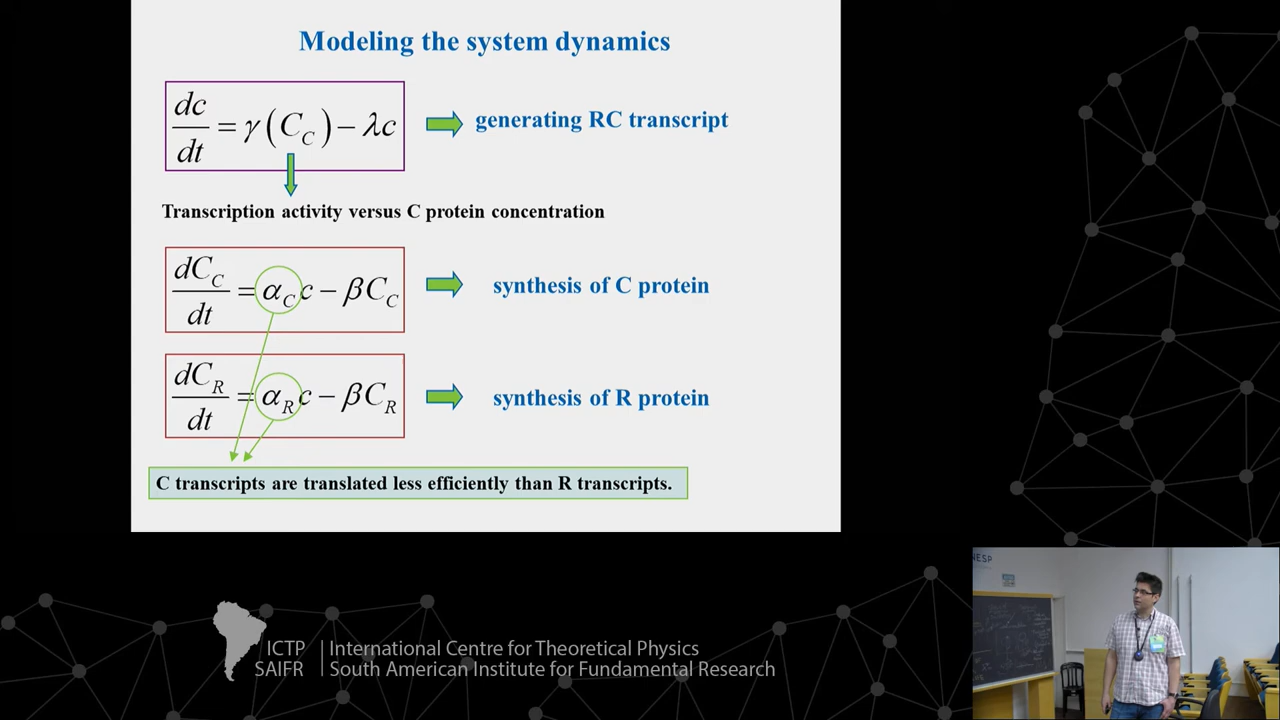 Modeling the system dynamics
dc/dt = γ(C_C) − λc
generating RC transcript
Transcription activity versus C protein concentration
dC_C/dt = α_C c − βC_C
synthesis of C protein
dC_R/dt = α_R c − βC_R
synthesis of R protein
C transcripts are translated less efficiently than R transcripts.
NESP
ICTP
SAIFR
International Centre for Theoretical Physics
South American Institute for Fundamental Research